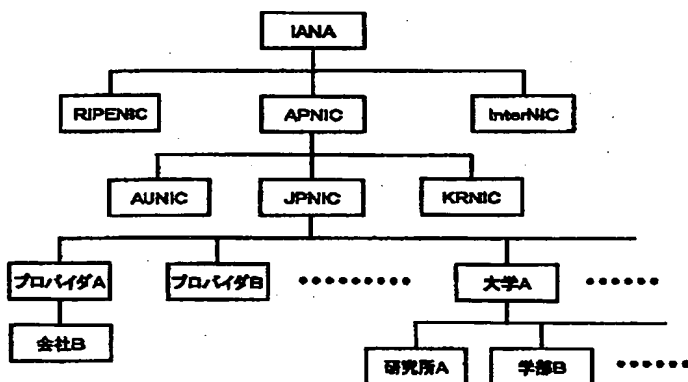 IANA
RIPENIC APNIC InterNIC
AUNIC JPNIC KRNIC
プロバイダA プロバイダB ・・・・・・・・・ 大学A ・・・・・・
会社B
研究所A 学部B ・・・・・・